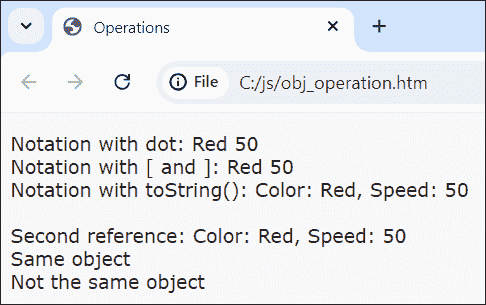 Operations
File C:/js/obj_operation.htm
Notation with dot: Red 50
Notation with [ and ]: Red 50
Notation with toString(): Color: Red, Speed: 50
Second reference: Color: Red, Speed: 50
Same object
Not the same object